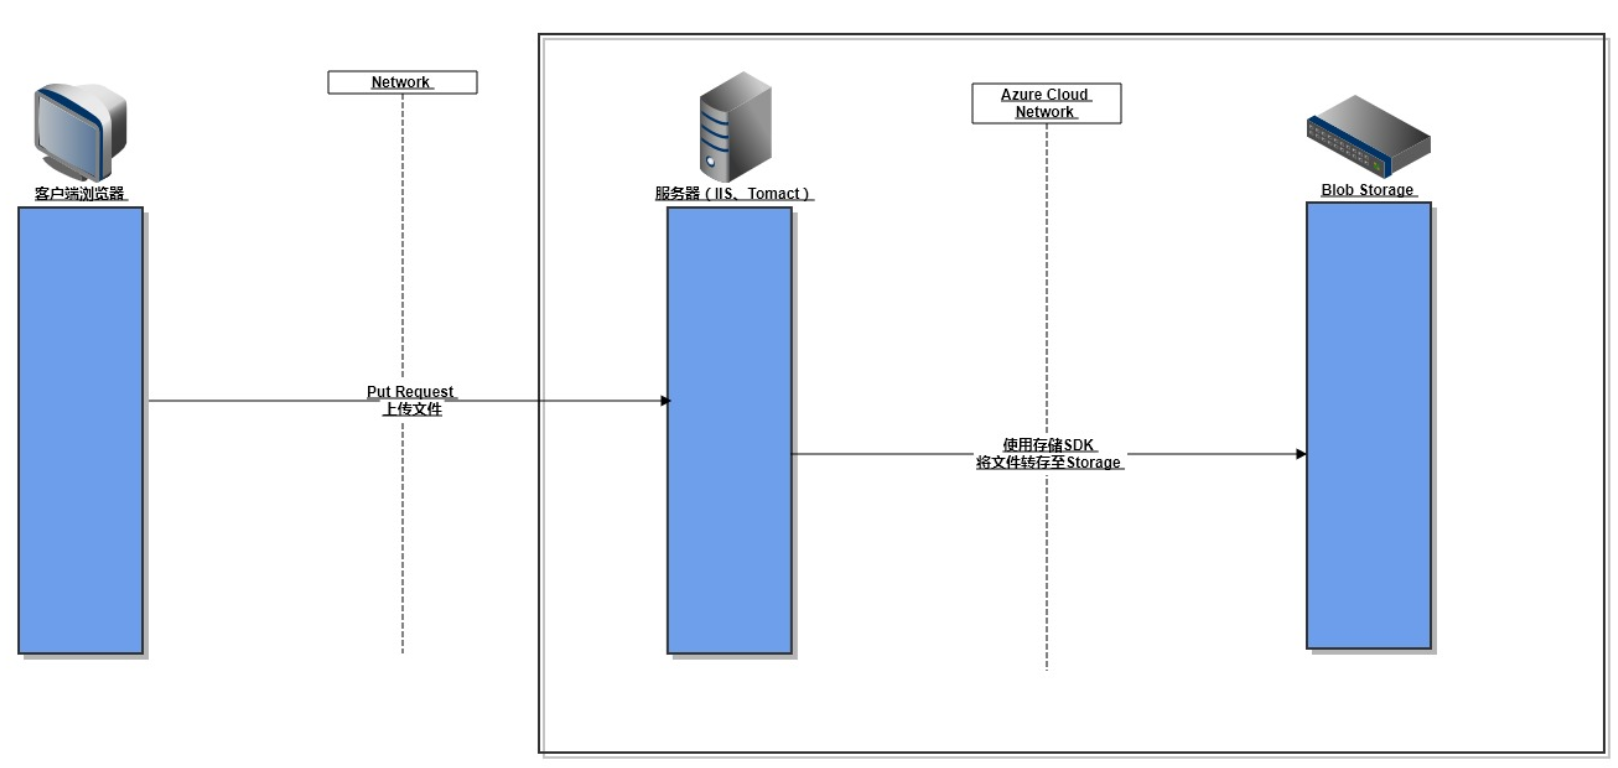 Network
Azure Cloud
Network
客户端浏览器
服务器（IIS、Tomact）
Blob Storage
Put Request
上传文件
使用存储SDK
将文件转存至Storage